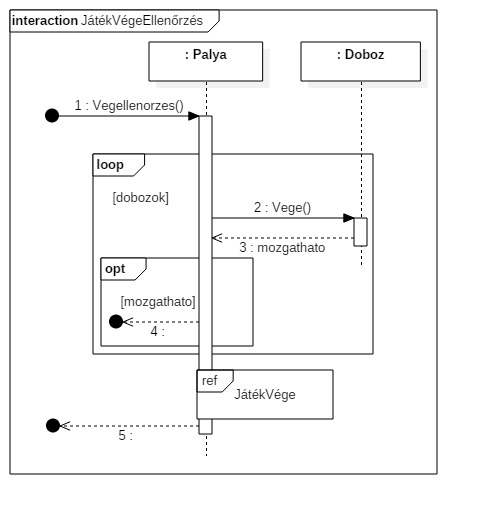 interaction JátékVégeEllenőrzés
: Palya
: Doboz
1 : Vegellenorzes()
loop
[dobozok]
2 : Vege()
3 : mozgathato
opt
[mozgathato]
4 :
ref
JátékVége
5 :